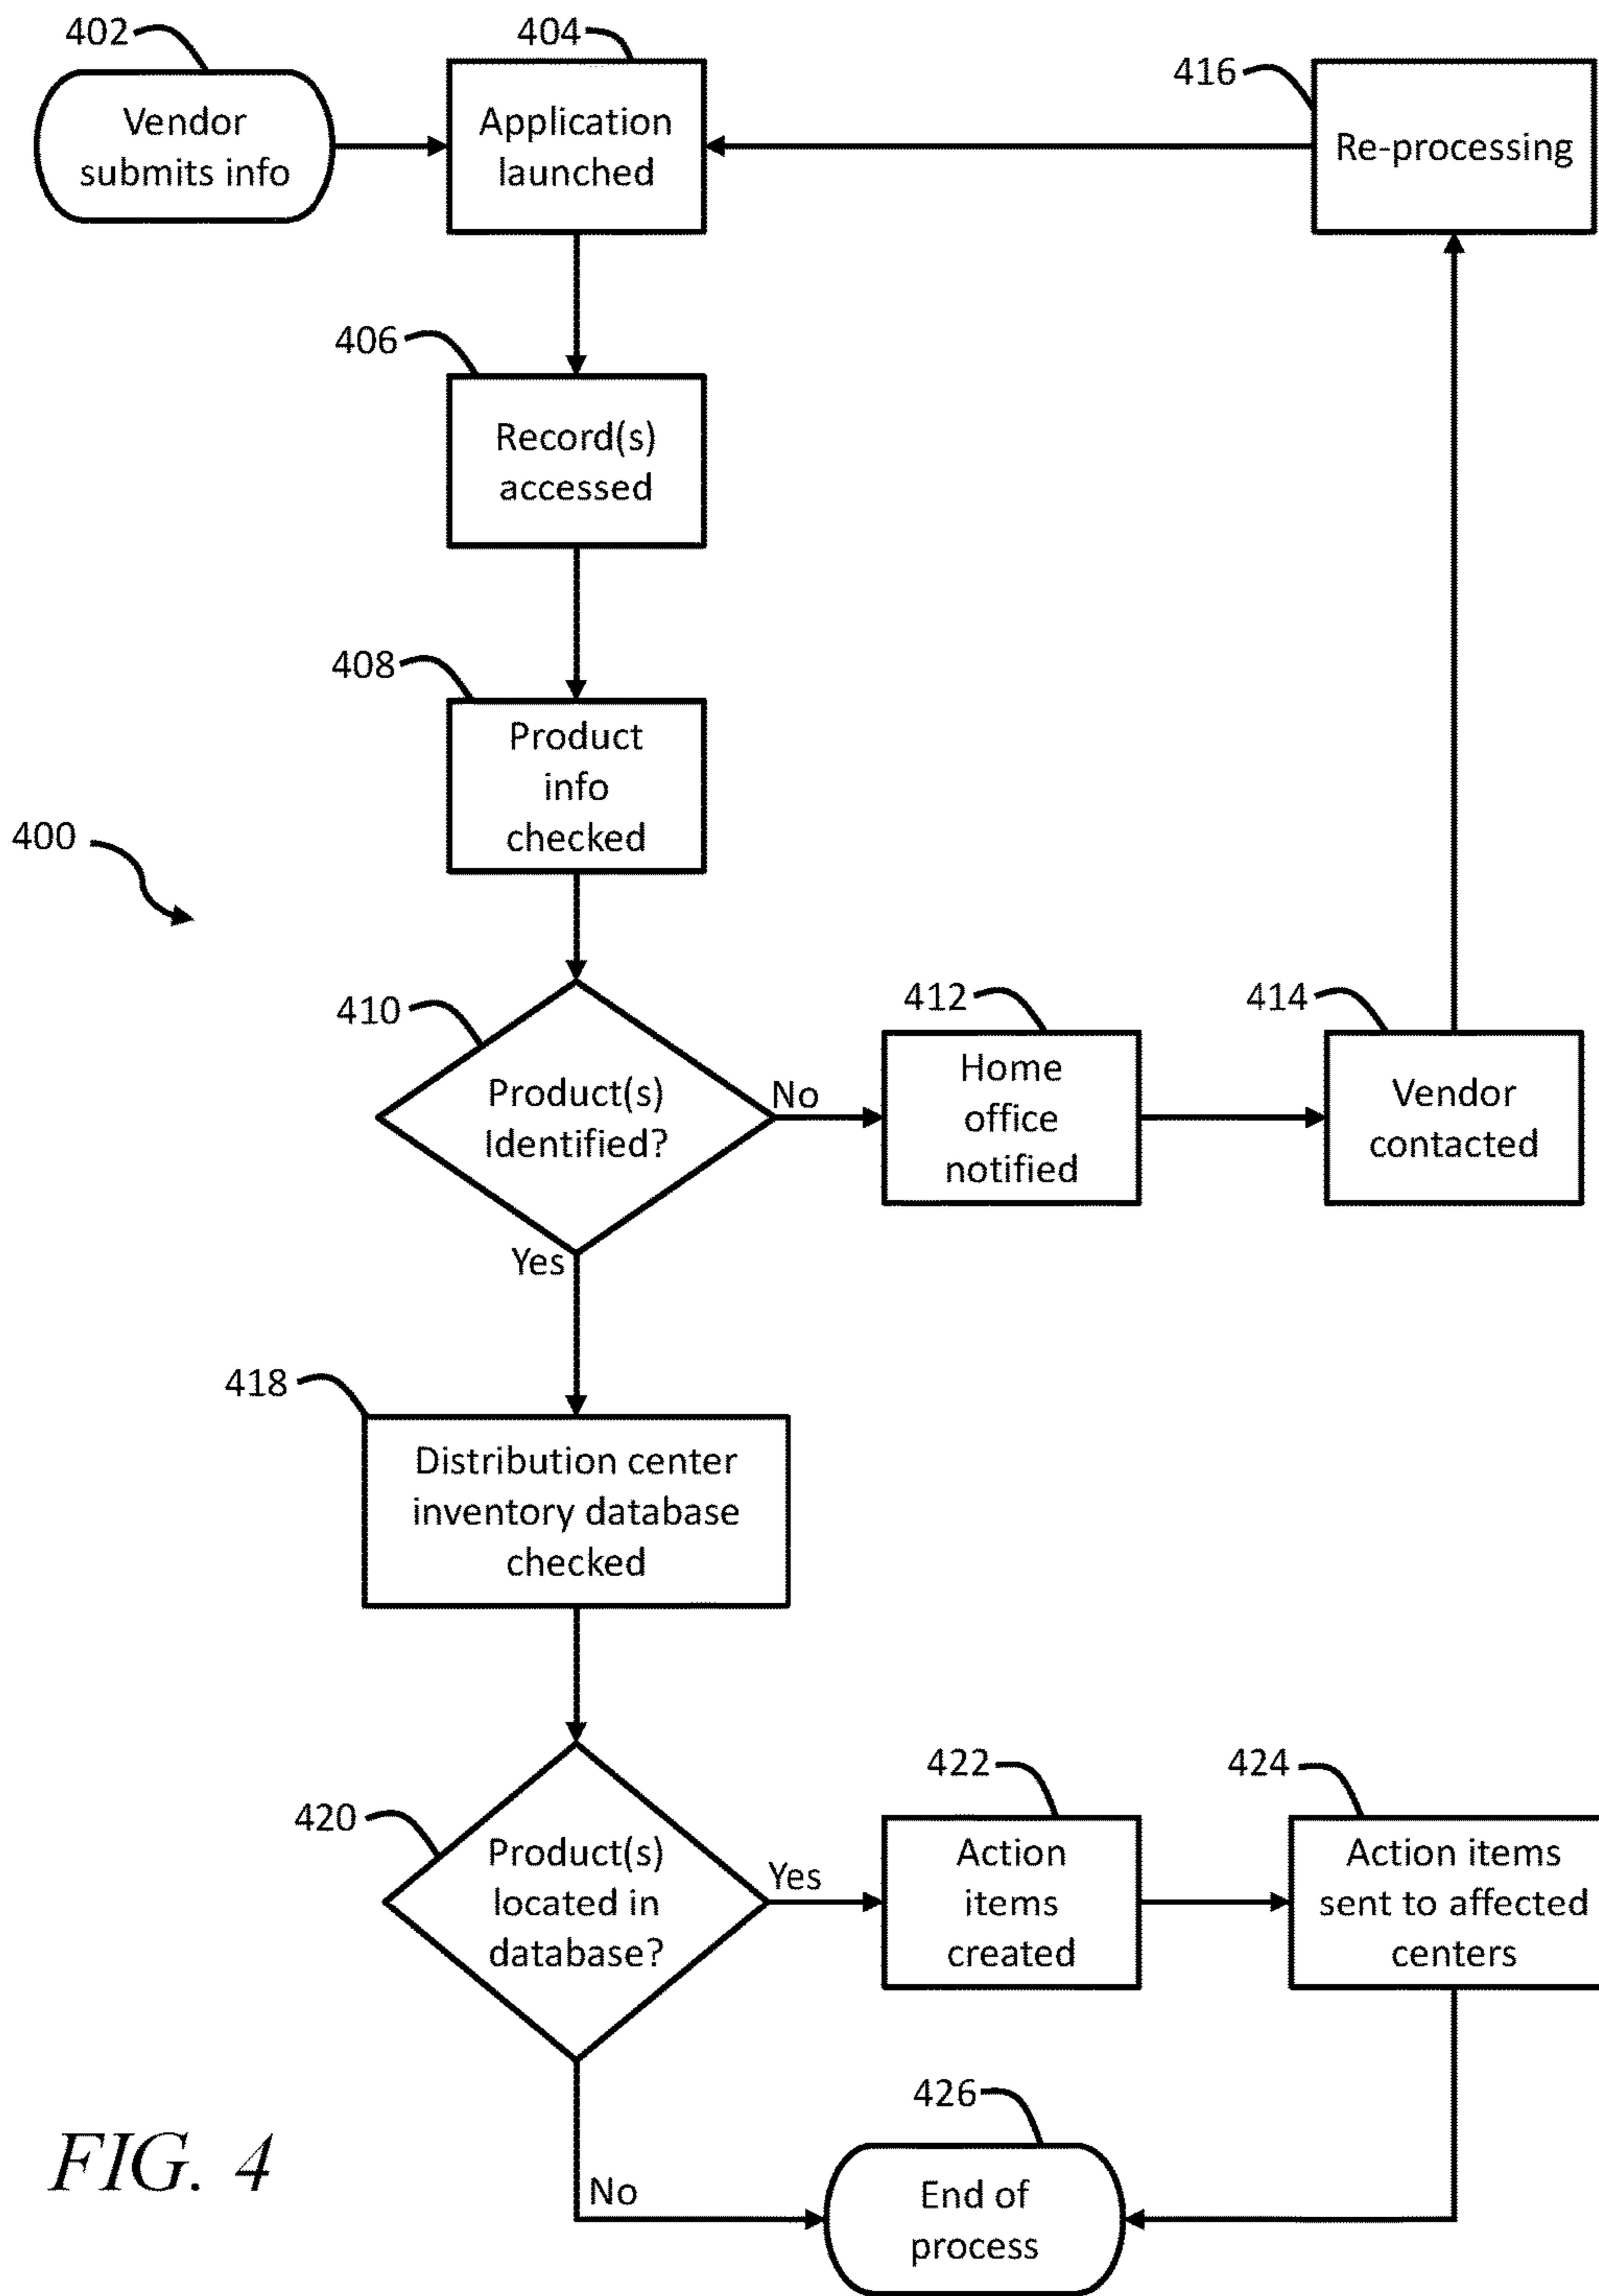 402
Vendor
submits info
404
Application
launched
416
Re-processing
406
Record(s)
accessed
408
Product
info
checked
400
410
Product(s)
Identified?
No
Yes
412
Home
office
notified
414
Vendor
contacted
418
Distribution center
inventory database
checked
420
Product(s)
located in
database?
Yes
No
422
Action
items
created
424
Action items
sent to affected
centers
426
End of
process
FIG. 4